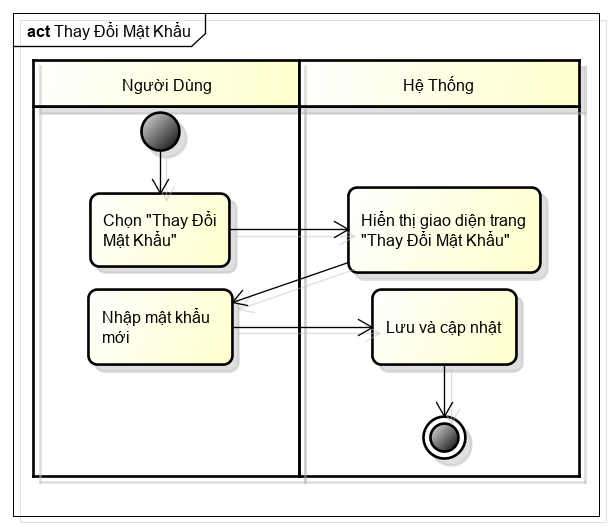 act Thay Đổi Mật Khẩu
Người Dùng
Hệ Thống
Chọn "Thay Đổi
Mật Khẩu"
Hiển thị giao diện trang
"Thay Đổi Mật Khẩu"
Nhập mật khẩu
mới
Lưu và cập nhật